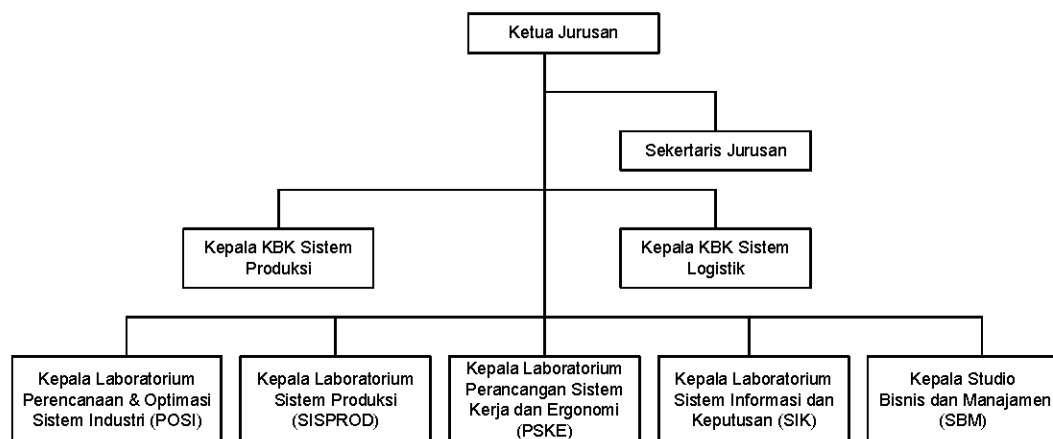 Ketua Jurusan
Sekertaris Jurusan
Kepala KBK Sistem
Produksi
Kepala KBK Sistem
Logistik
Kepala Laboratorium
Perencanaan & Optimasi
Sistem Industri (POSI)
Kepala Laboratorium
Sistem Produksi
(SISPROD)
Kepala Laboratorium
Perancangan Sistem
Kerja dan Ergonomi
(PSKE)
Kepala Laboratorium
Sistem Informasi dan
Keputusan (SIK)
Kepala Studio
Bisnis dan Manajamen
(SBM)